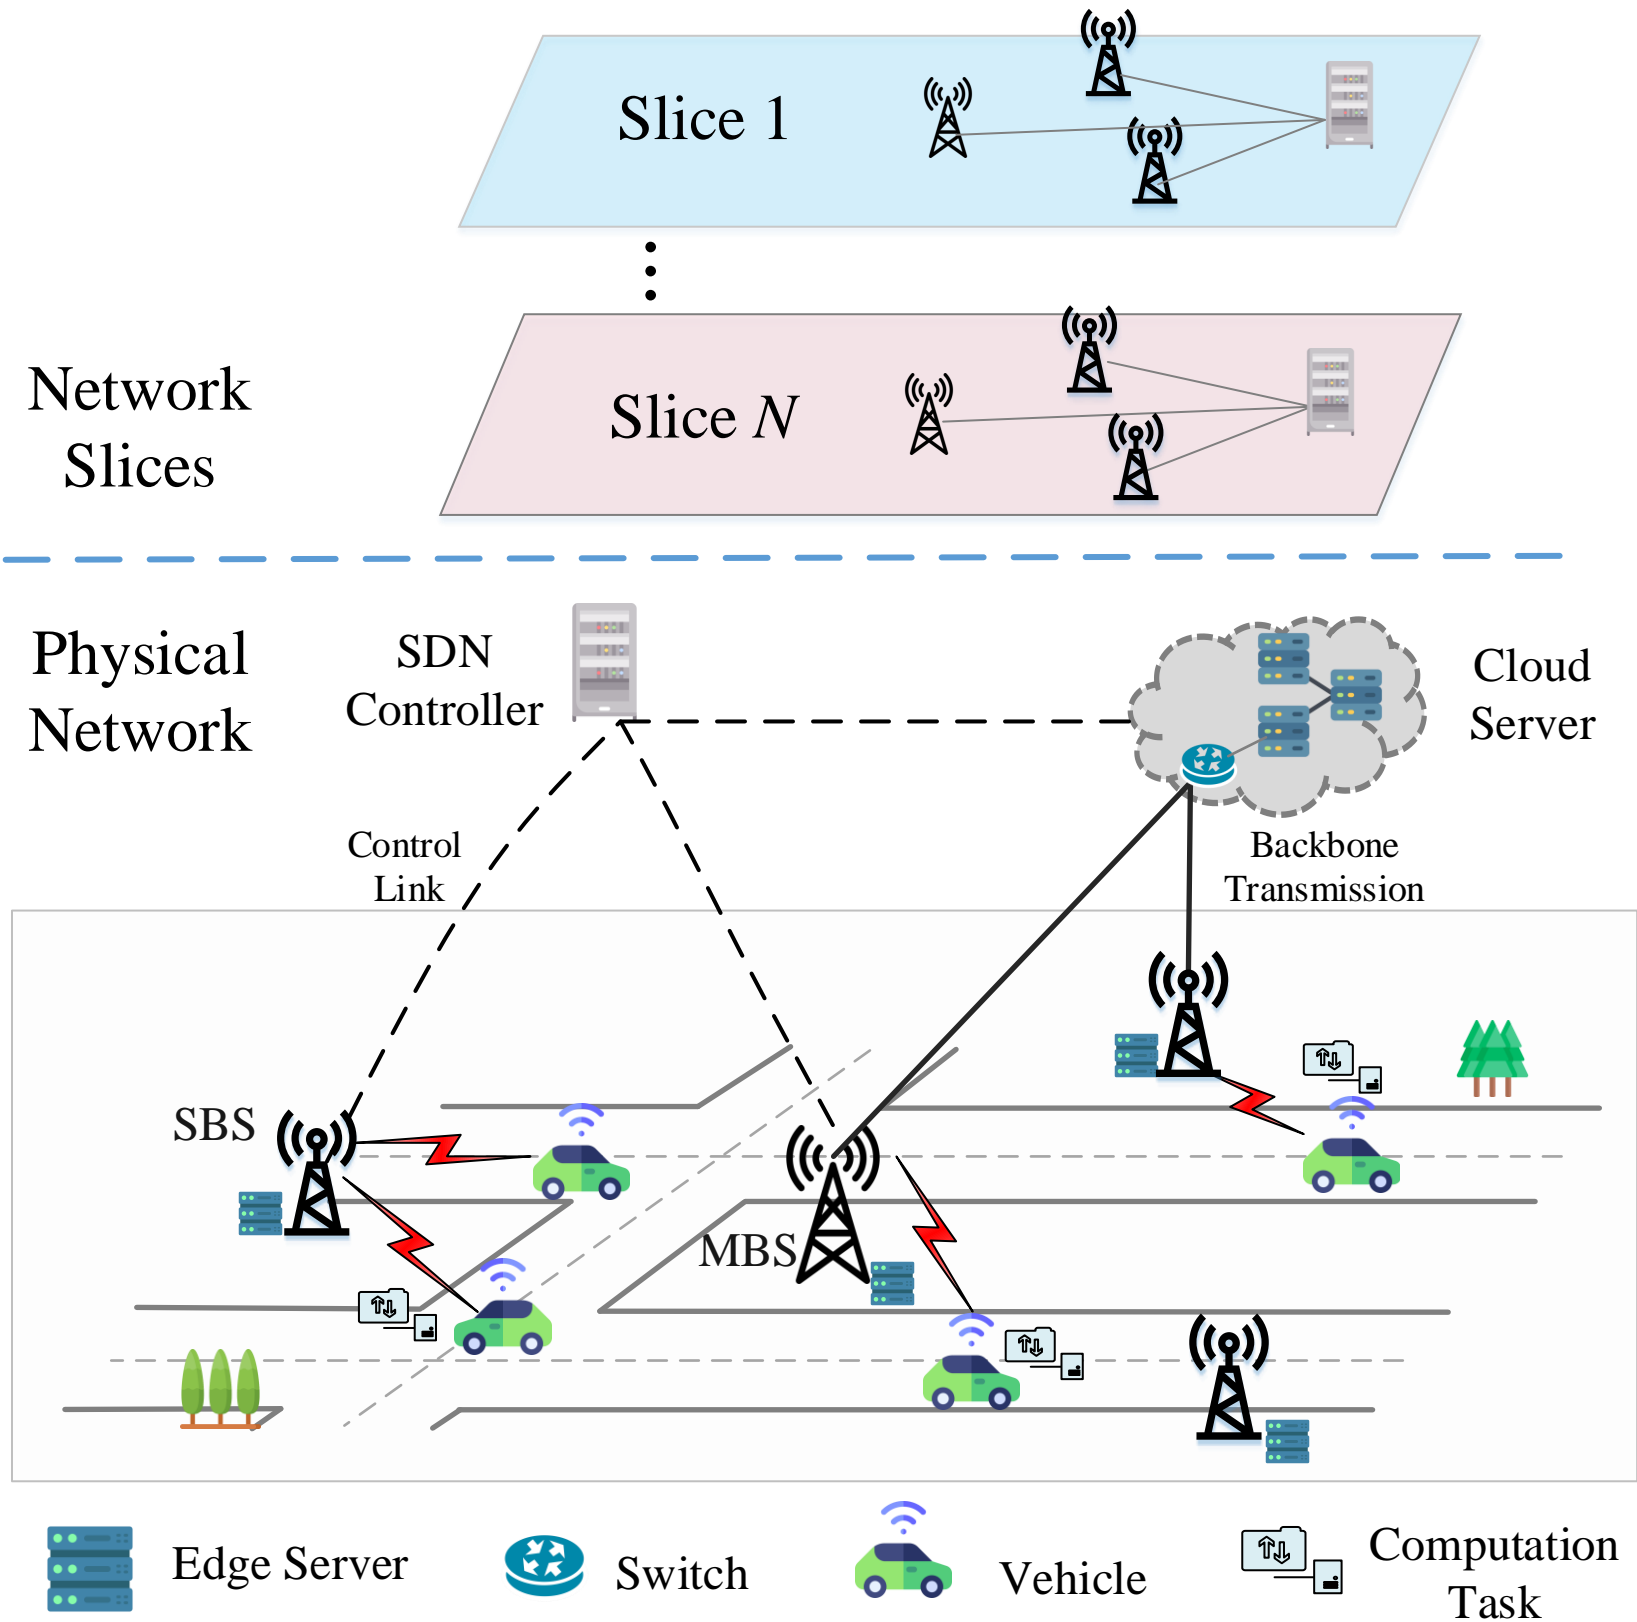 Slice 1
Slice N
Network
Slices
Physical
Network
SDN
Controller
Cloud
Server
Control
Link
Backbone
Transmission
SBS
MBS
Edge Server
Switch
Vehicle
Computation
Task